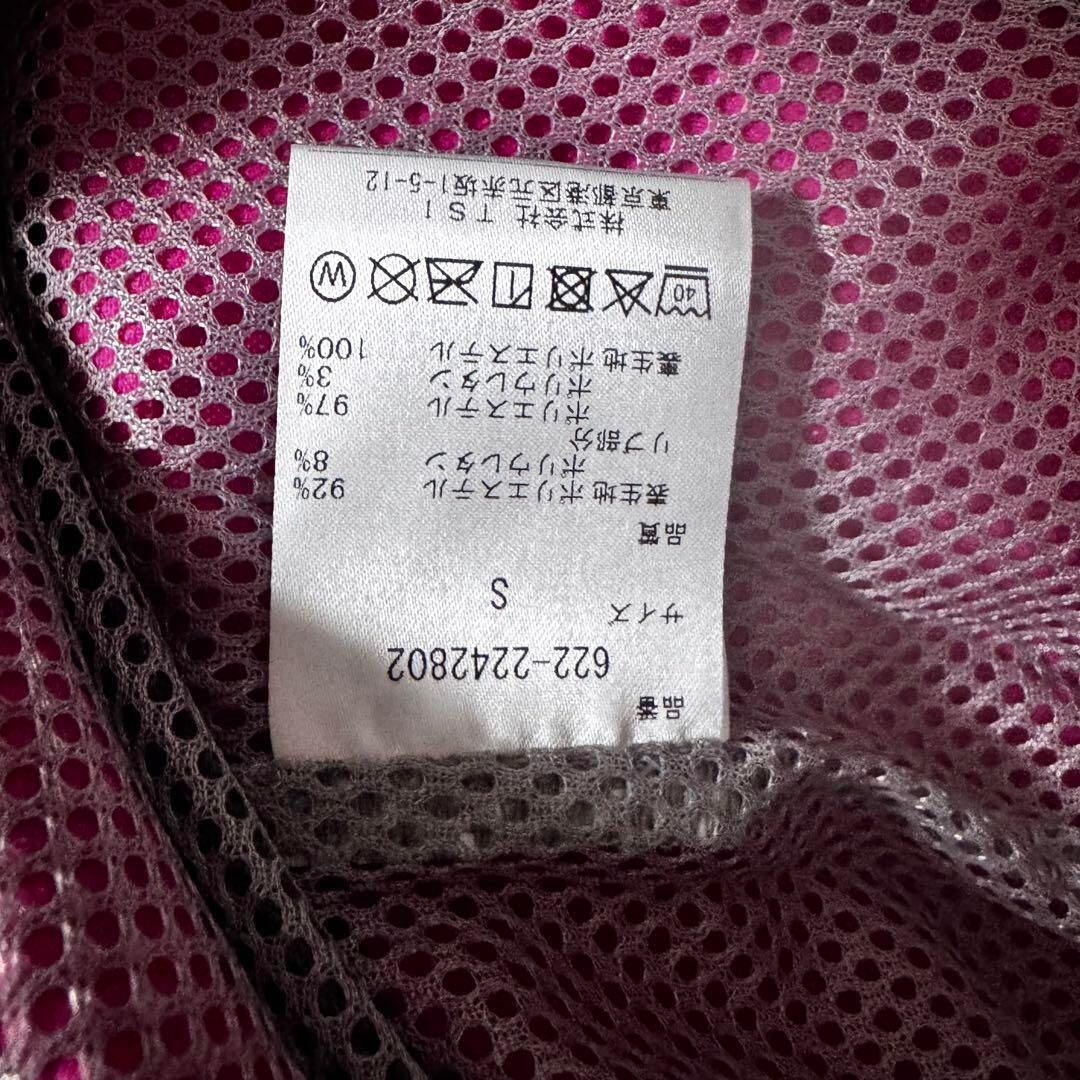 品番
622-2242802
サイズ
S
品質
表生地 ポリエステル 92%
ポリウレタン 8%
リブ部分
ポリエステル 97%
ポリウレタン 3%
裏生地 ポリエステル 100%
40 W
株式会社 TSI
東京都港区元赤坂1-5-12